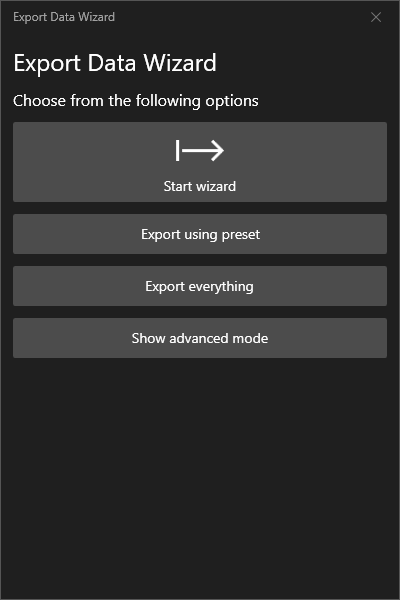 Export Data Wizard
Export Data Wizard
Choose from the following options
Start wizard
Export using preset
Export everything
Show advanced mode